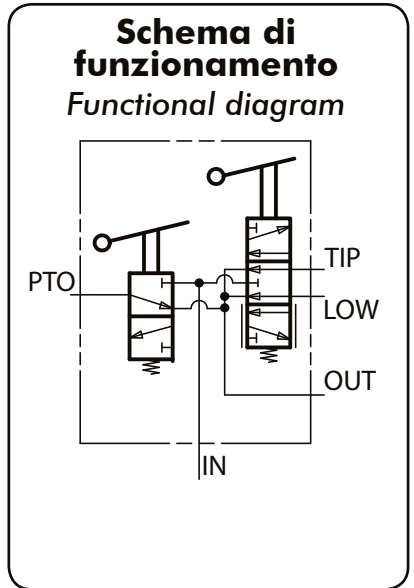 Schema di
funzionamento
Functional diagram
TIP
PTO
LOW
OUT
IN